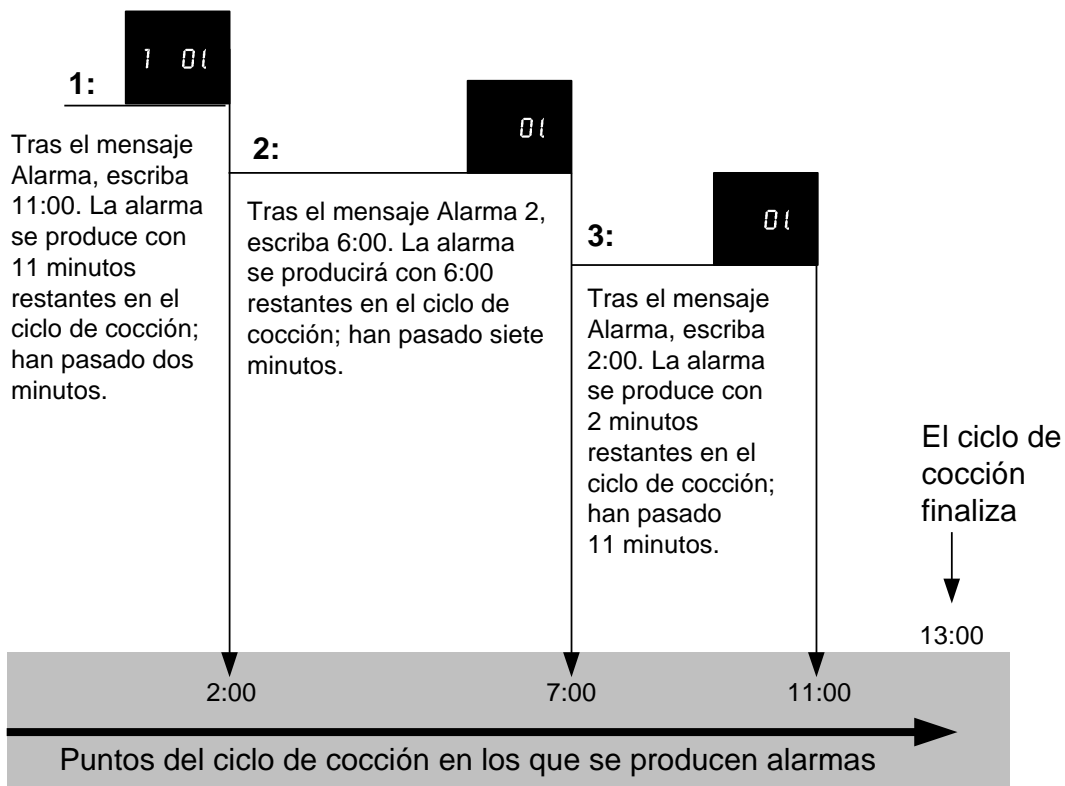 1 0(
1:
Tras el mensaje
Alarma, escriba
11:00. La alarma
se produce con
11 minutos
restantes en el
ciclo de cocción;
han pasado dos
minutos.
0(
2:
Tras el mensaje Alarma 2,
escriba 6:00. La alarma
se producirá con 6:00
restantes en el ciclo de
cocción; han pasado siete
minutos.
0(
3:
Tras el mensaje
Alarma, escriba
2:00. La alarma
se produce con
2 minutos
restantes en el
ciclo de cocción;
han pasado
11 minutos.
El ciclo de
cocción
finaliza
13:00
2:00 7:00 11:00
Puntos del ciclo de cocción en los que se producen alarmas